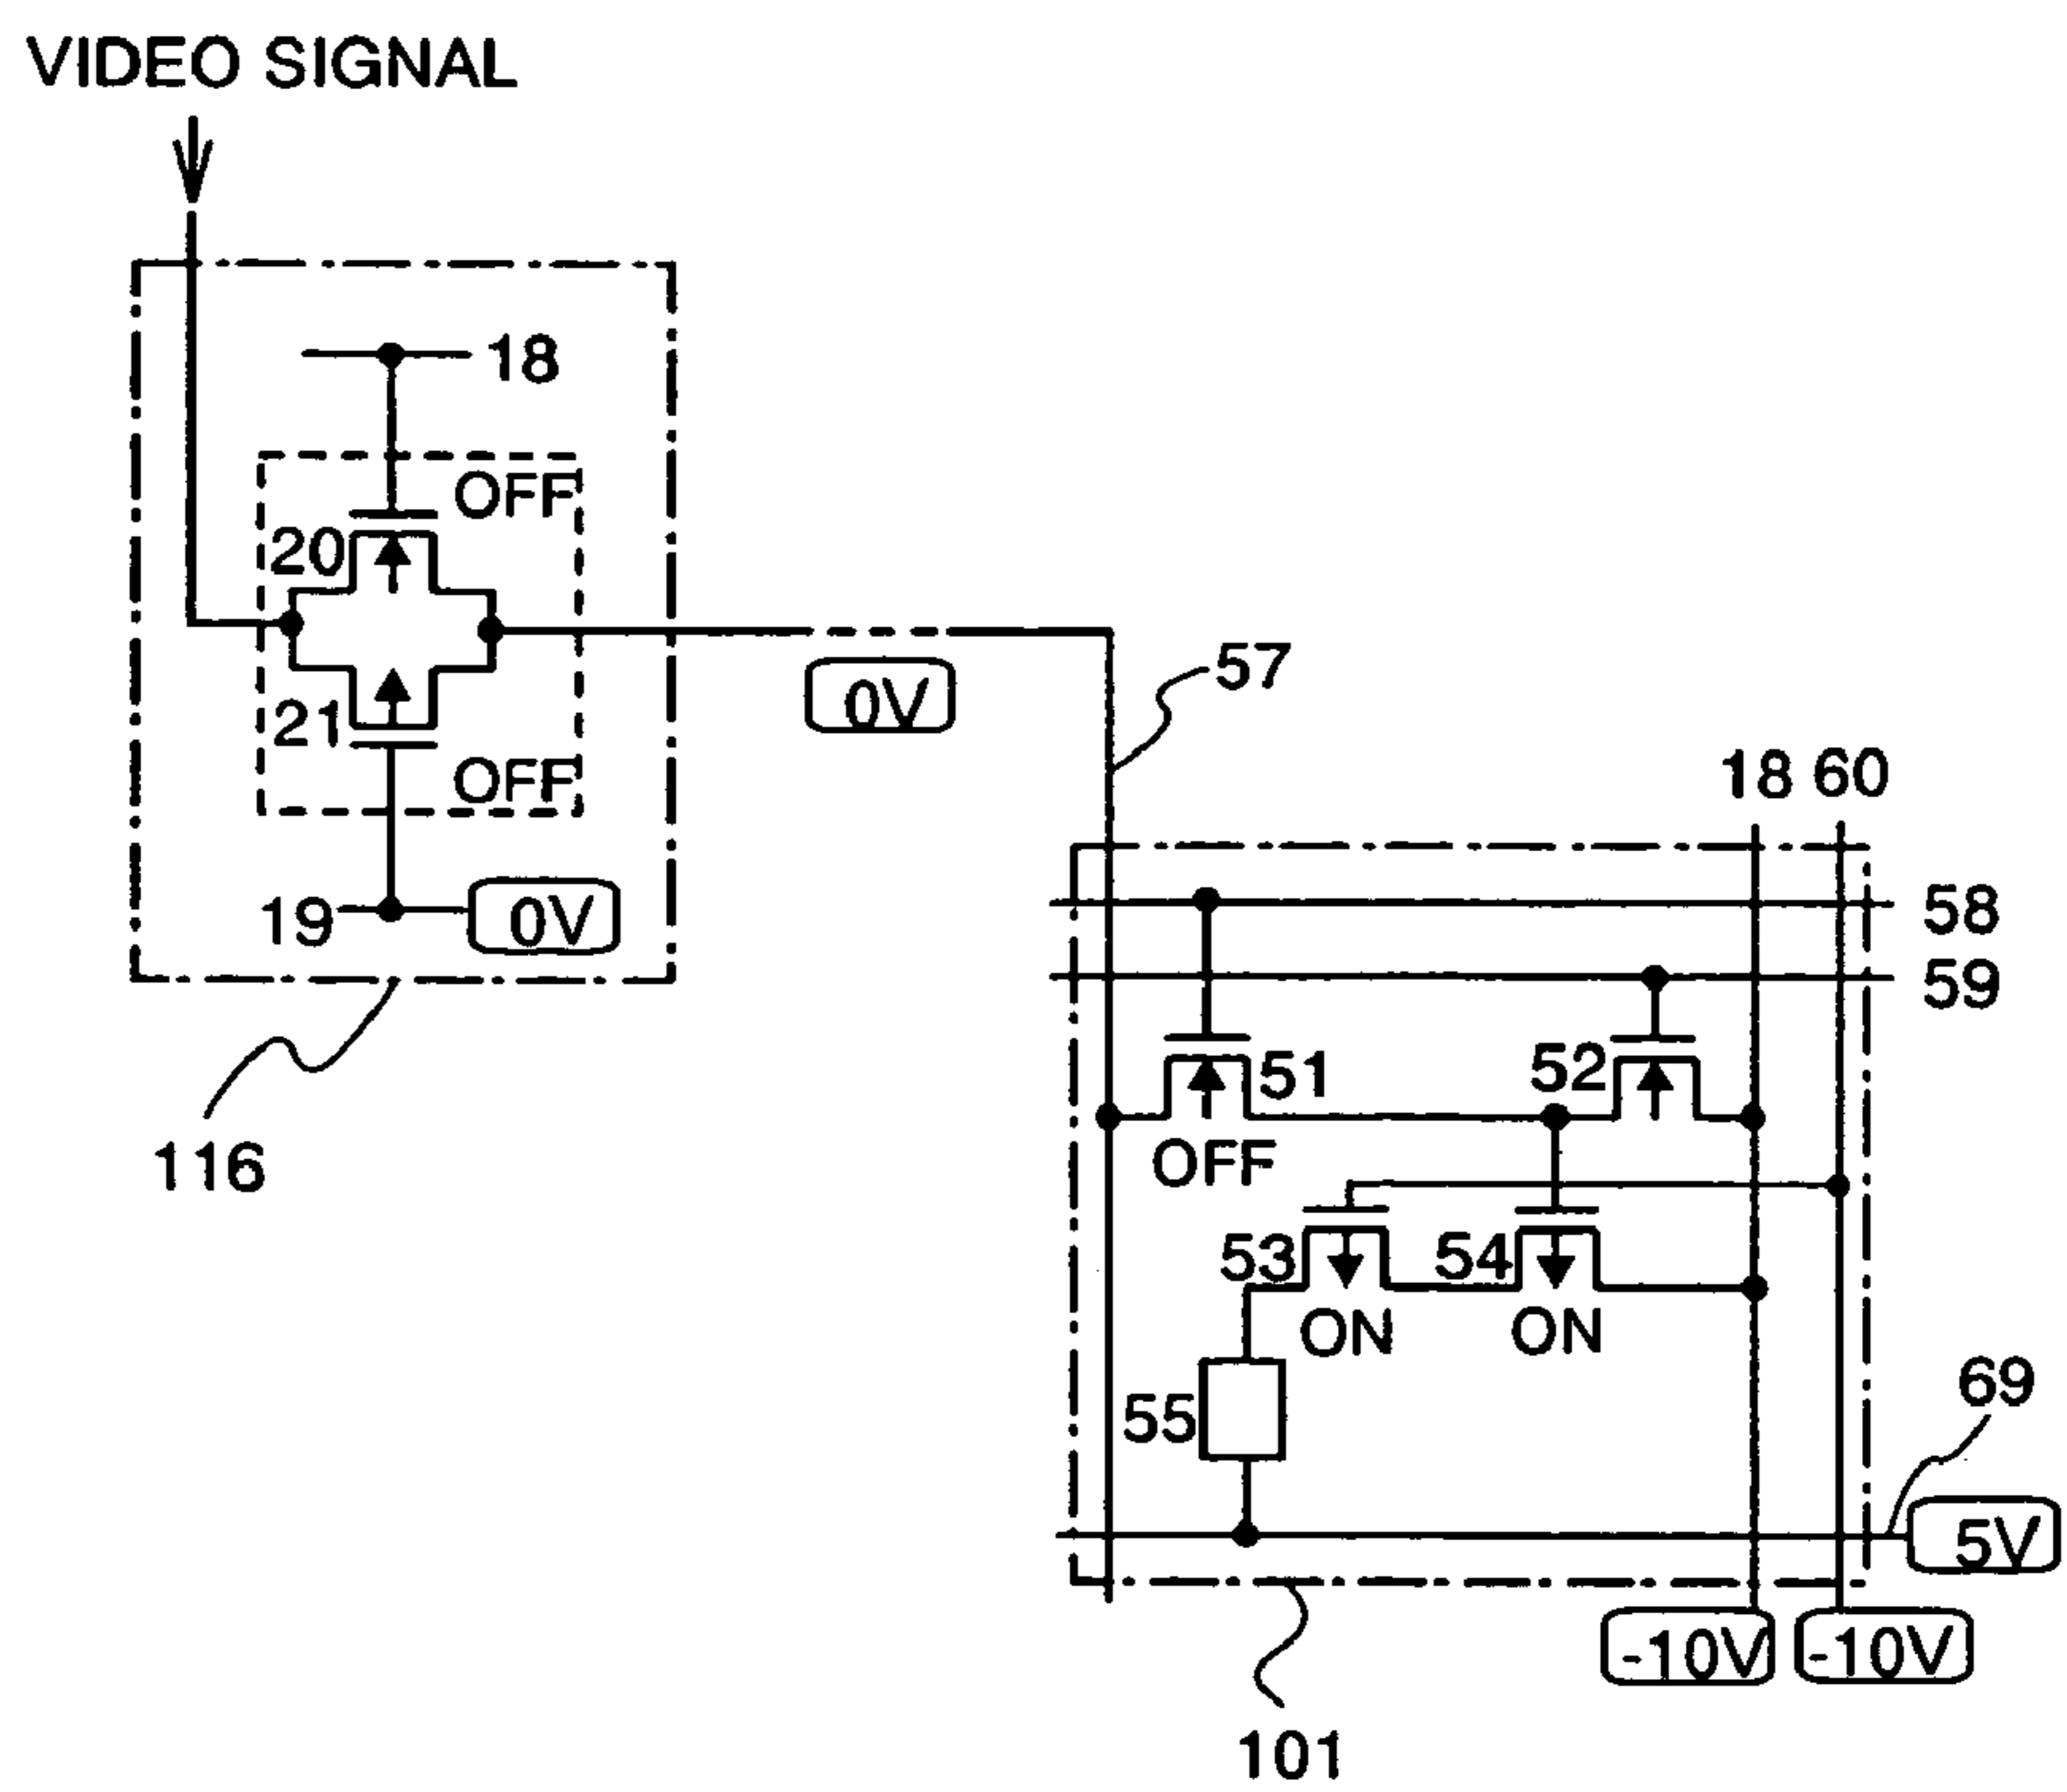 VIDEO SIGNAL
18
OFF
20
21
OFF
0V
57
19
0V
18 60
58
59
116
51
52
OFF
53
54
ON
ON
55
69
5V
-10V
-10V
101